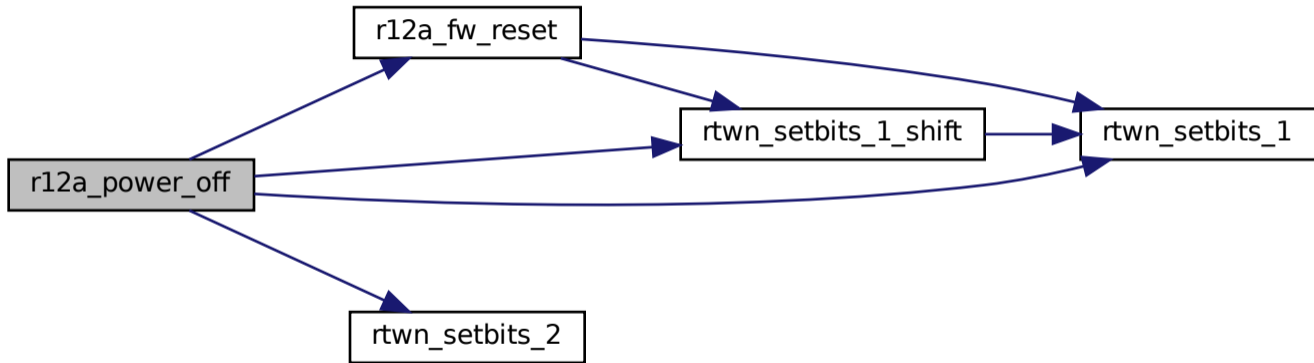 r12a_fw_reset
rtwn_setbits_1_shift
rtwn_setbits_1
r12a_power_off
rtwn_setbits_2